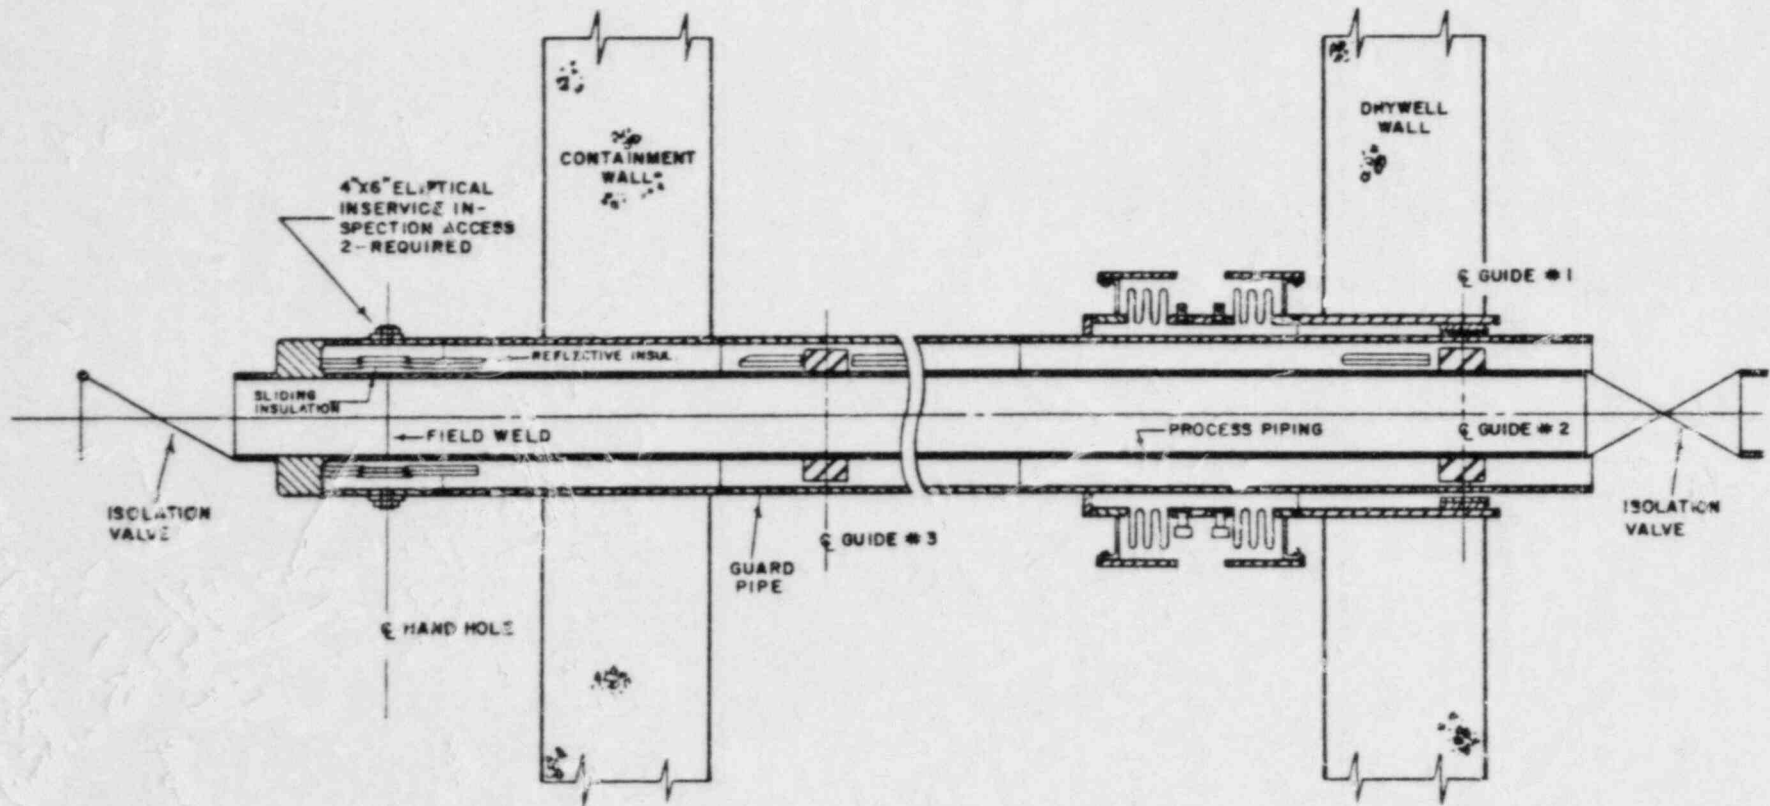 CONTAINMENT
WALL
DRYWELL
WALL
4"X6" ELIPTICAL
INSERVICE IN-
SPECTION ACCESS
2-REQUIRED
℄ GUIDE #1
REFLECTIVE INSUL.
SLIDING
INSULATION
FIELD WELD
PROCESS PIPING
℄ GUIDE #2
ISOLATION
VALVE
℄ GUIDE #3
GUARD
PIPE
ISOLATION
VALVE
℄ HAND HOLE